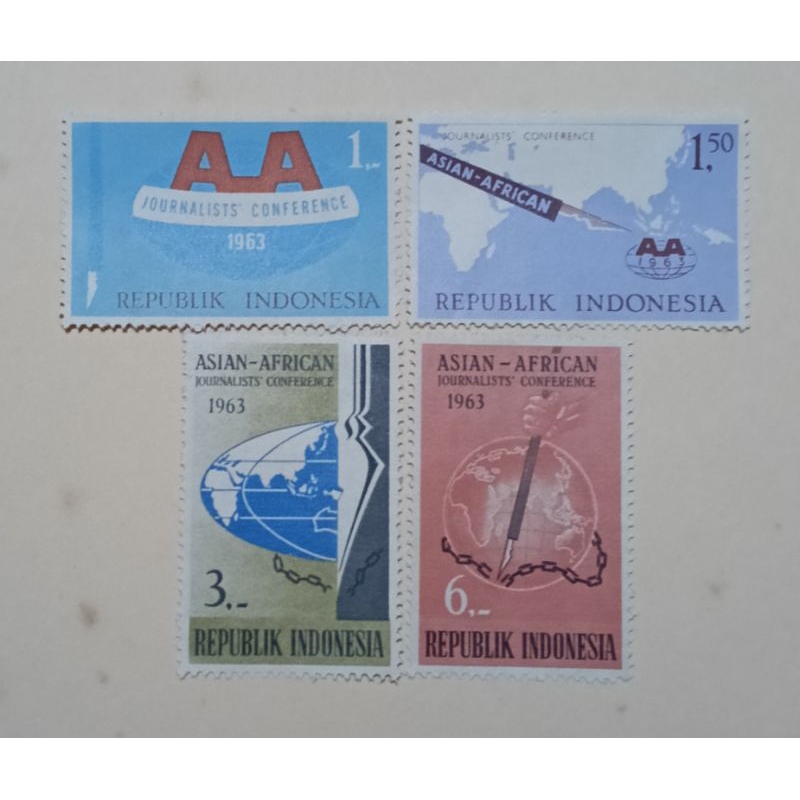 AA
1,-
JOURNALISTS' CONFERENCE
1963
REPUBLIK INDONESIA
JOURNALISTS' CONFERENCE
1,50
ASIAN-AFRICAN
AA
1963
REPUBLIK INDONESIA
ASIAN-AFRICAN
JOURNALISTS' CONFERENCE
1963
3,-
REPUBLIK INDONESIA
ASIAN-AFRICAN
JOURNALISTS' CONFERENCE
1963
6,-
REPUBLIK INDONESIA